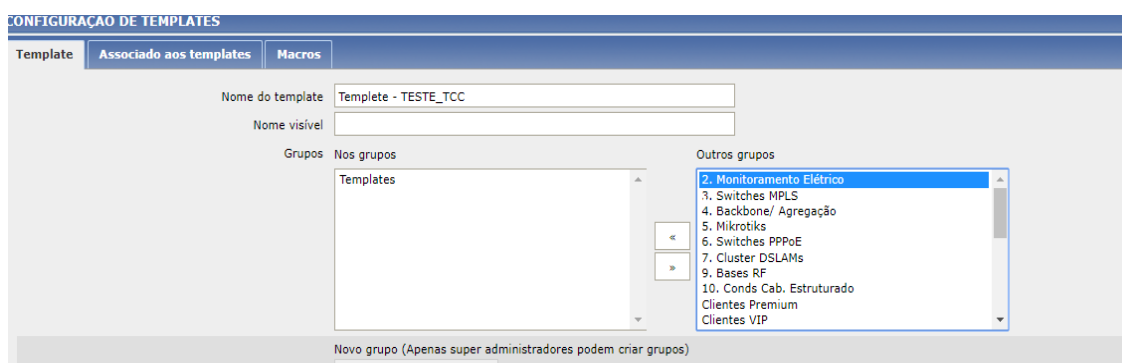 CONFIGURAÇÃO DE TEMPLATES
Template Associado aos templates Macros
Nome do template Templete - TESTE_TCC
Nome visível
Grupos Nos grupos Outros grupos
Templates
2. Monitoramento Elétrico
3. Switches MPLS
4. Backbone/ Agregação
5. Mikrotiks
6. Switches PPPoE
7. Cluster DSLAMs
9. Bases RF
10. Conds Cab. Estruturado
Clientes Premium
Clientes VIP
«
»
Novo grupo (Apenas super administradores podem criar grupos)